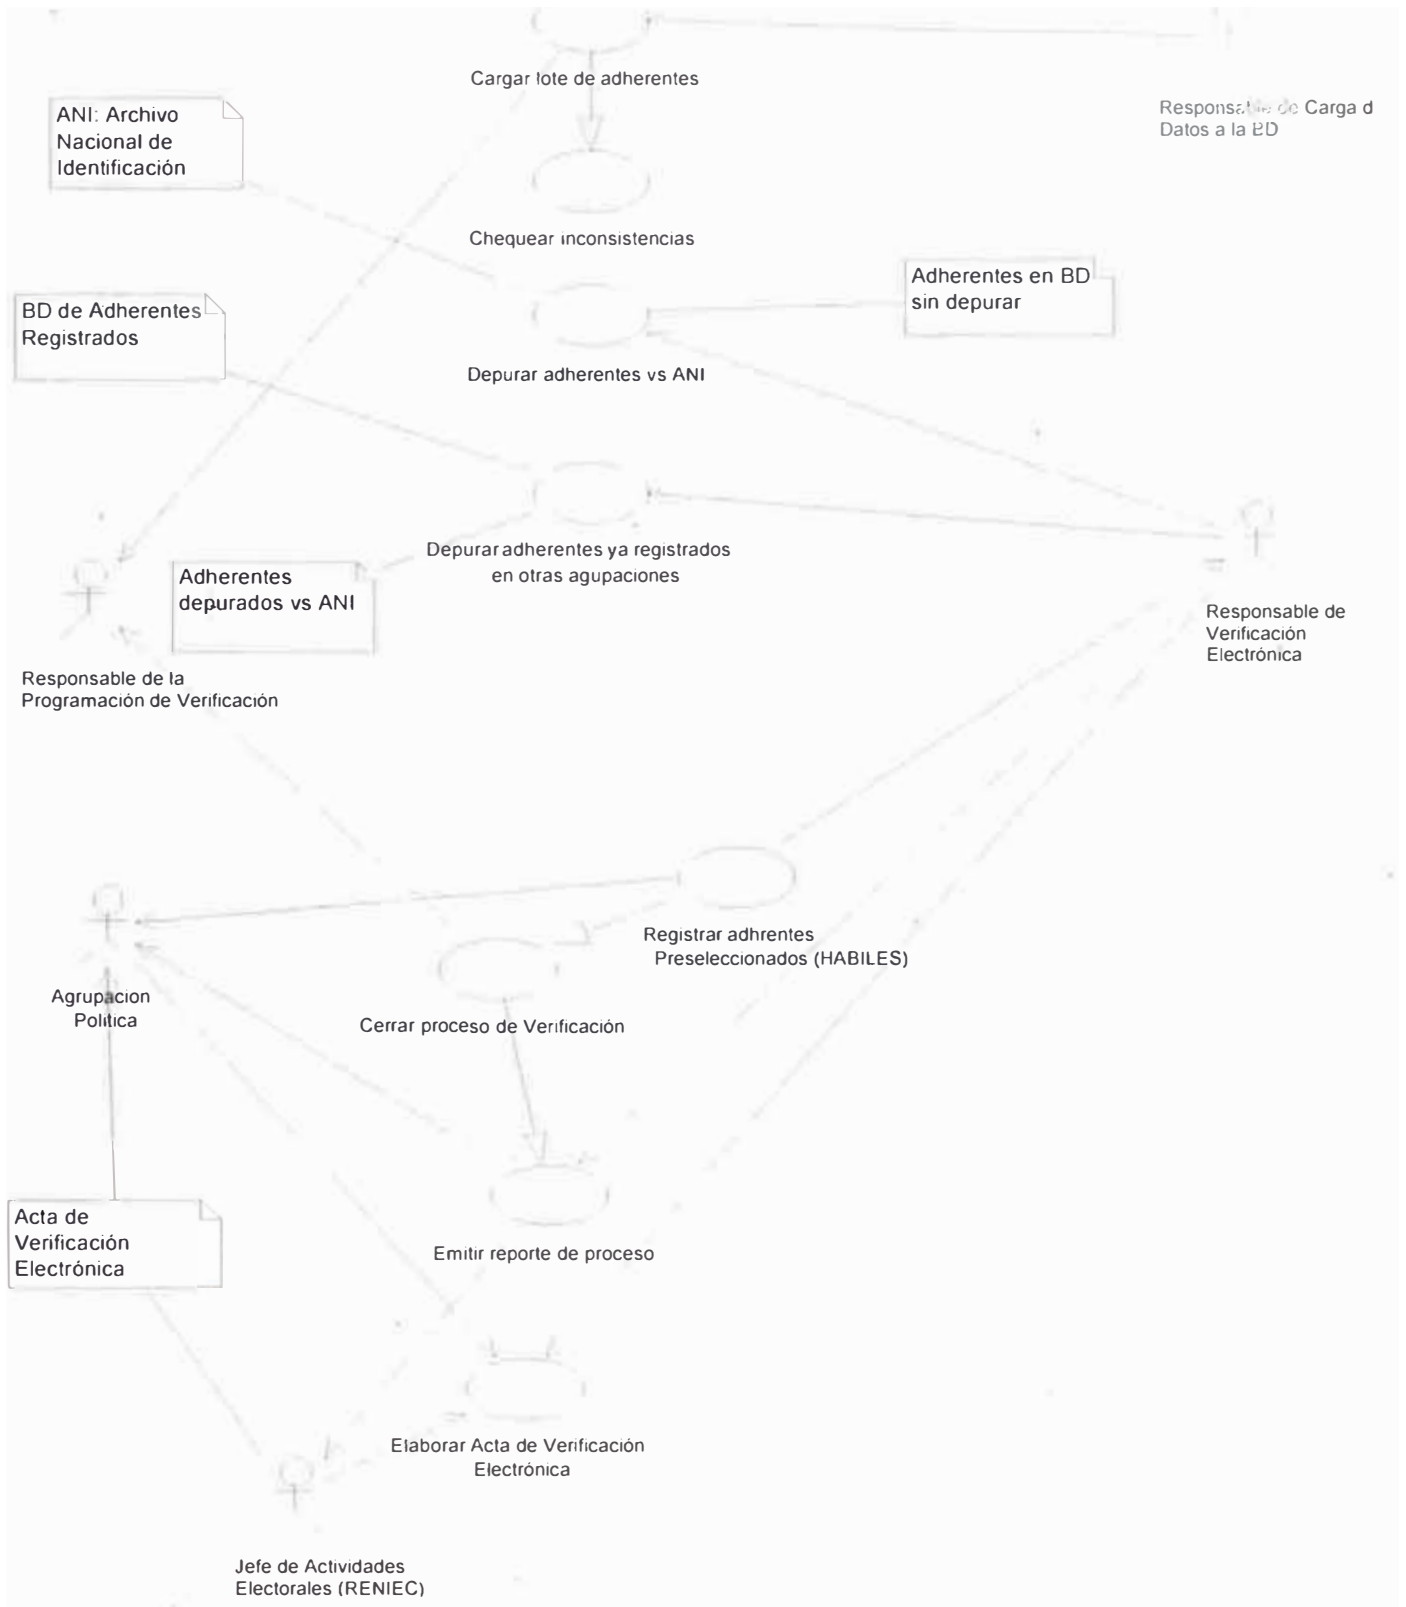 Cargar lote de adherentes
ANI: Archivo
Nacional de
Identificación
Responsable de Carga d
Datos a la BD
Chequear inconsistencias
Adherentes en BD
sin depurar
BD de Adherentes
Registrados
Depurar adherentes vs ANI
Depurar adherentes ya registrados
en otras agupaciones
Adherentes
depurados vs ANI
Responsable de
Verificación
Electrónica
Responsable de la
Programación de Verificación
Registrar adhrentes
Preseleccionados (HABILES)
Agrupacion
Politica
Cerrar proceso de Verificación
Acta de
Verificación
Electrónica
Emitir reporte de proceso
Elaborar Acta de Verificación
Electrónica
Jefe de Actividades
Electorales (RENIEC)